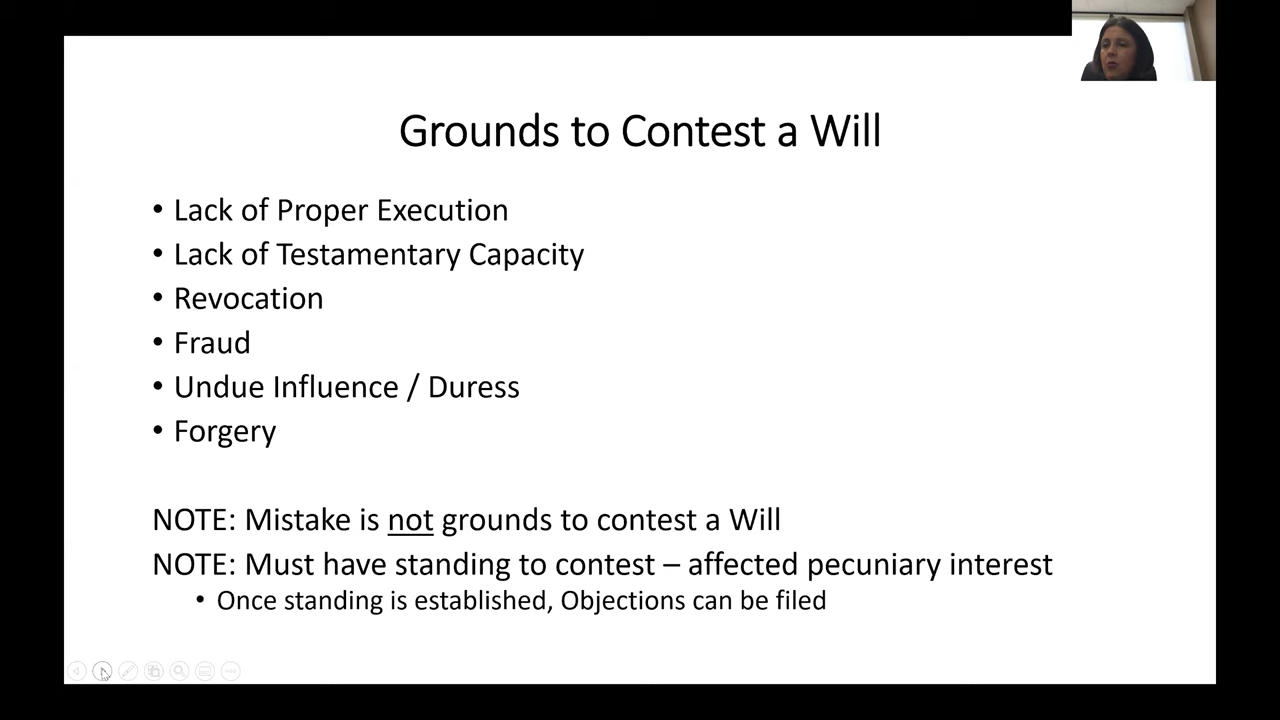 Grounds to Contest a Will
• Lack of Proper Execution
• Lack of Testamentary Capacity
• Revocation
• Fraud
• Undue Influence / Duress
• Forgery
NOTE: Mistake is not grounds to contest a Will
NOTE: Must have standing to contest – affected pecuniary interest
• Once standing is established, Objections can be filed